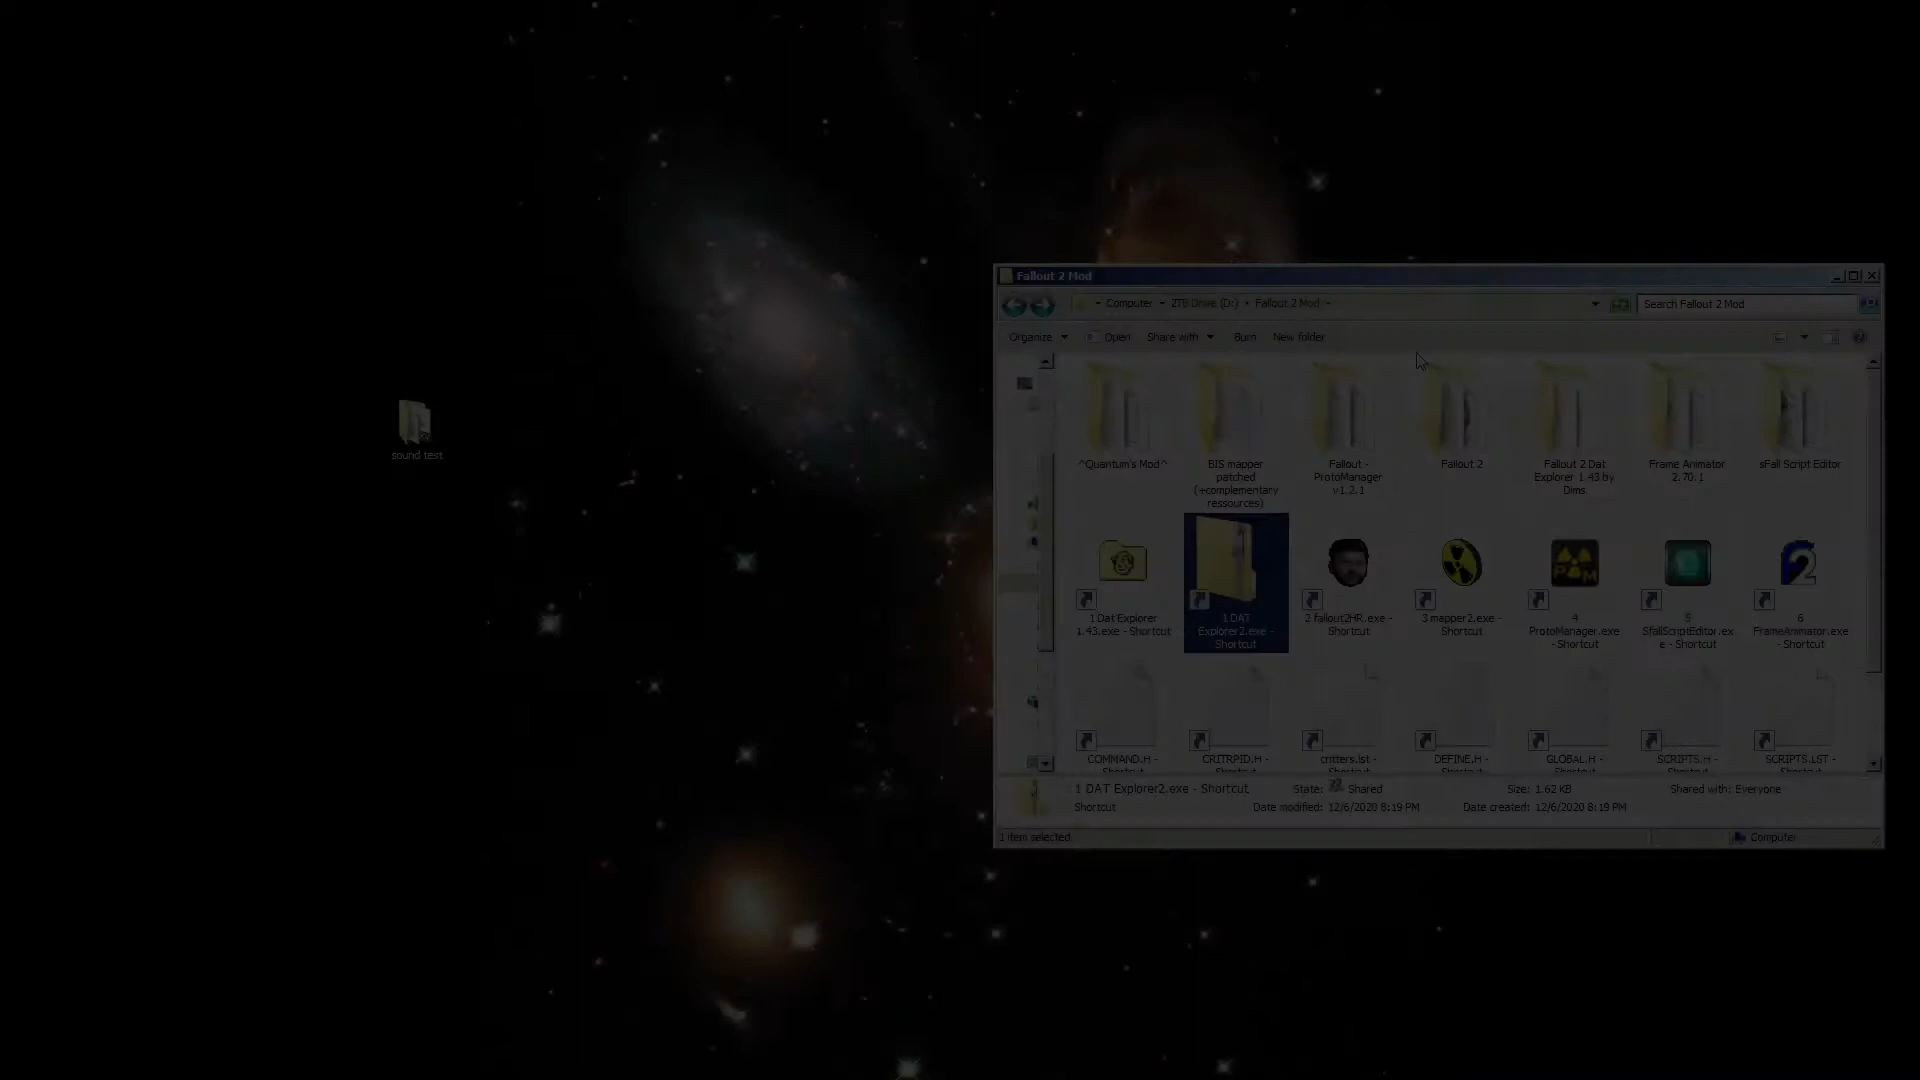 Fallout 2 Mod
Computer
2TB Drive (D:)
Fallout 2 Mod
Search Fallout 2 Mod
Organize
Open
Share with
Burn
New folder
sound test
^Quantum's Mod^
BIS mapper
patched
(+complementary
ressources)
Fallout -
ProtoManager
v1.2.1
Fallout 2
Fallout 2 Dat
Explorer 1.43 by
Dims
Frame Animator
2.70.1
sFall Script Editor
1 Dat Explorer
1.43.exe - Shortcut
1 DAT
Explorer2.exe -
Shortcut
2 fallout2HR.exe -
Shortcut
3 mapper2.exe -
Shortcut
4
ProtoManager.exe
- Shortcut
5
SfallScriptEditor.ex
e - Shortcut
6
FrameAnmator.exe
- Shortcut
COMMAND.H -
Shortcut
CRITRPID.H -
Shortcut
critters.lst -
Shortcut
DEFINE.H -
Shortcut
GLOBAL.H -
Shortcut
SCRIPTS.H -
Shortcut
SCRIPTS.LST -
Shortcut
1 DAT Explorer2.exe - Shortcut
State: Shared
Size: 1.62 KB
Shared with: Everyone
Shortcut
Date modified: 12/6/2020 8:19 PM
Date created: 12/6/2020 8:19 PM
1 item selected
Computer